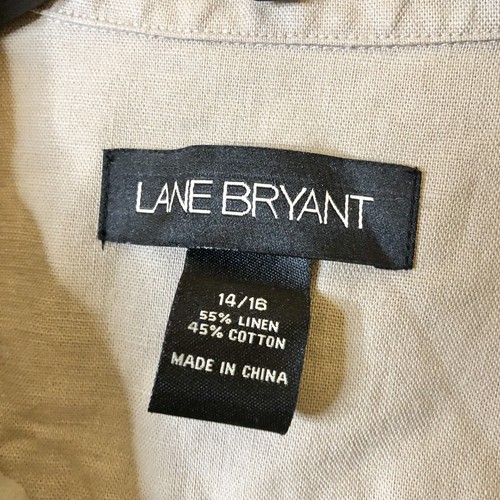 LANE BRYANT
14/16
55% LINEN
45% COTTON
MADE IN CHINA